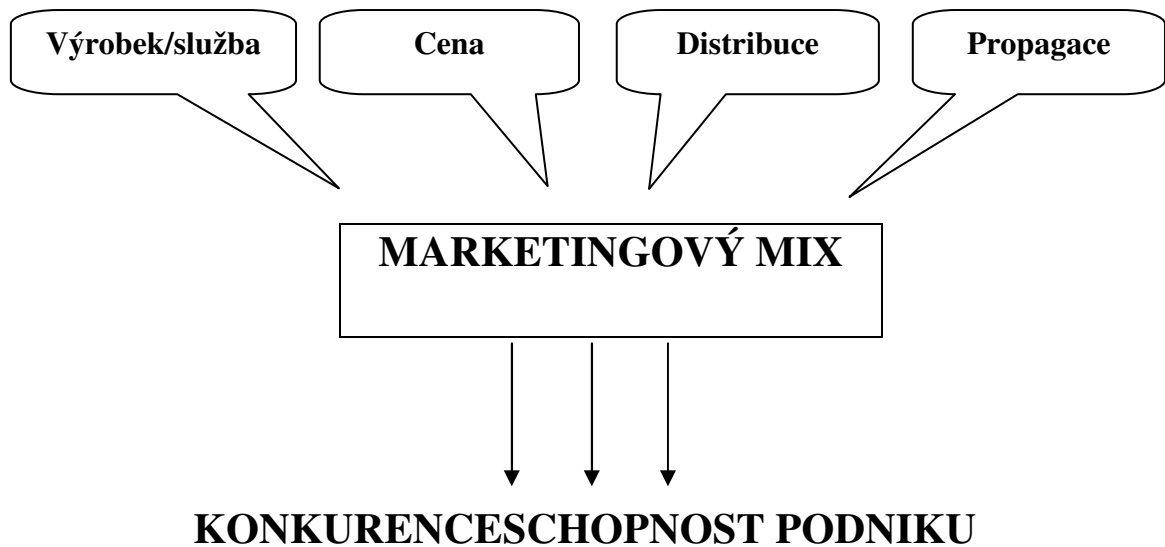 Výrobek/služba
Cena
Distribuce
Propagace
MARKETINGOVÝ MIX
KONKURENCESCHOPNOST PODNIKU